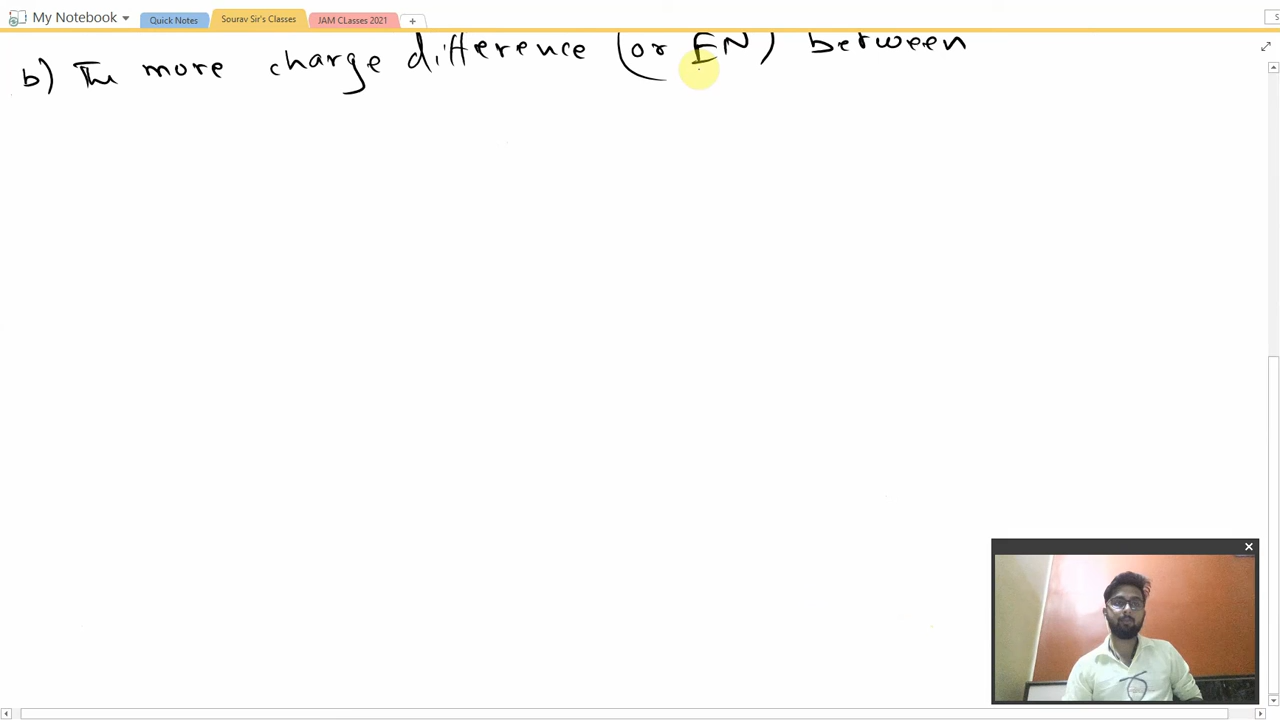 My Notebook
Quick Notes
Sourav Sir's Classes
JAM CLasses 2021
b) The more charge difference (or EN) between